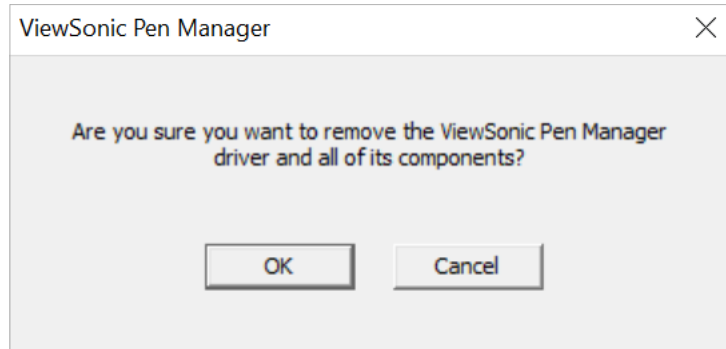 ViewSonic Pen Manager
Are you sure you want to remove the ViewSonic Pen Manager
driver and all of its components?
OK
Cancel